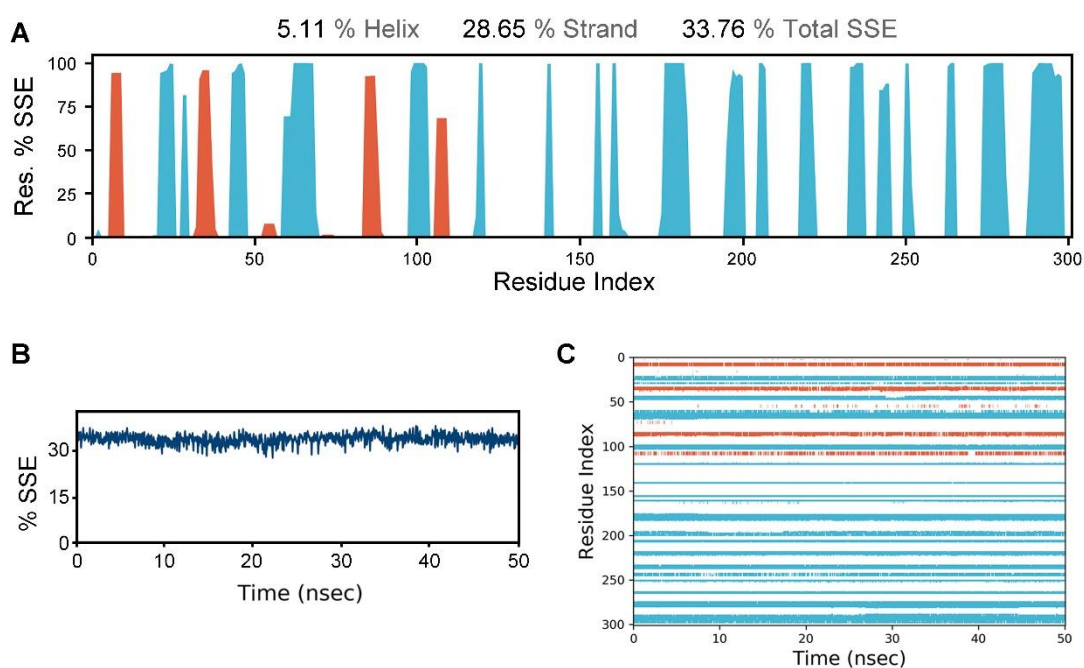 5.11 % Helix 28.65 % Strand 33.76 % Total SSE
A
Res. % SSE
100
75
50
25
0
0 50 100 150 200 250 300
Residue Index
B
% SSE
30
15
0
0 10 20 30 40 50
Time (nsec)
C
Residue Index
0
50
100
150
200
250
300
0 10 20 30 40 50
Time (nsec)